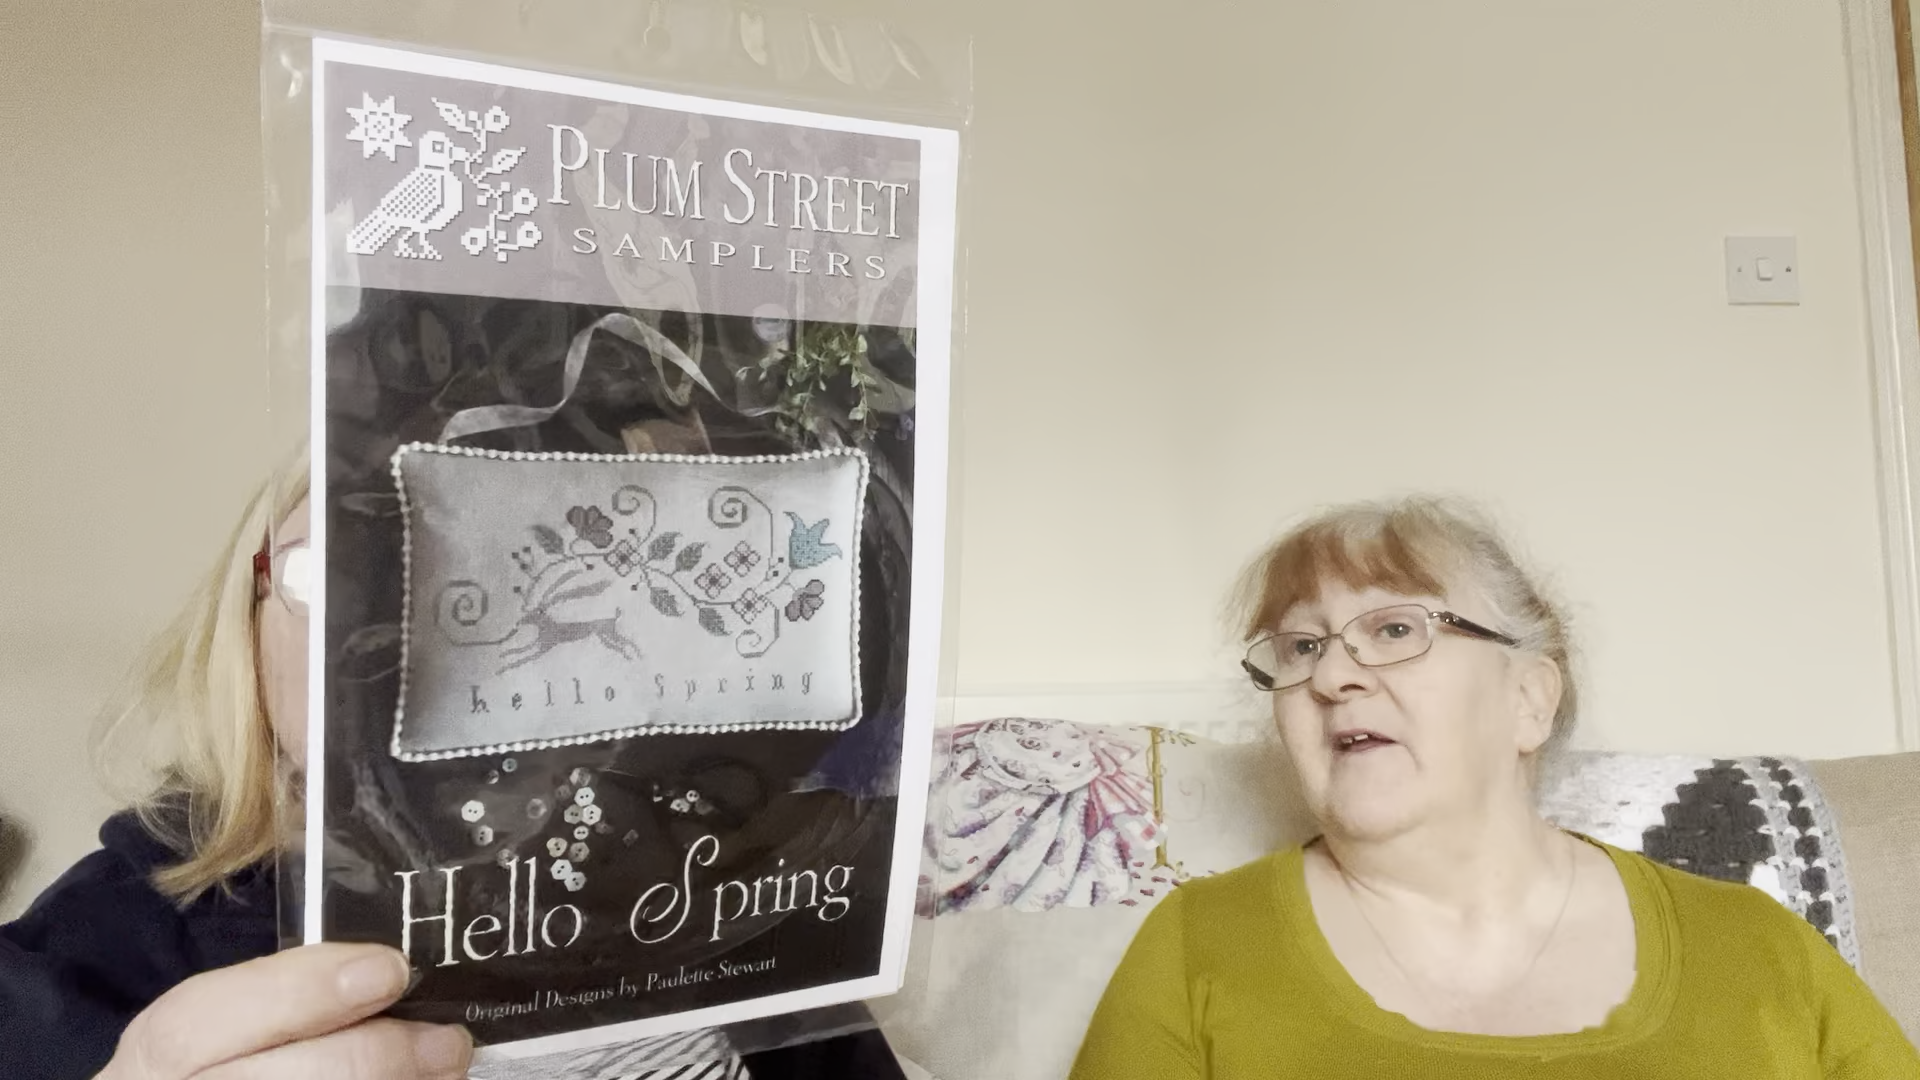 PLUM STREET
SAMPLERS
hello Spring
Hello Spring
Original Designs by Paulette Stewart